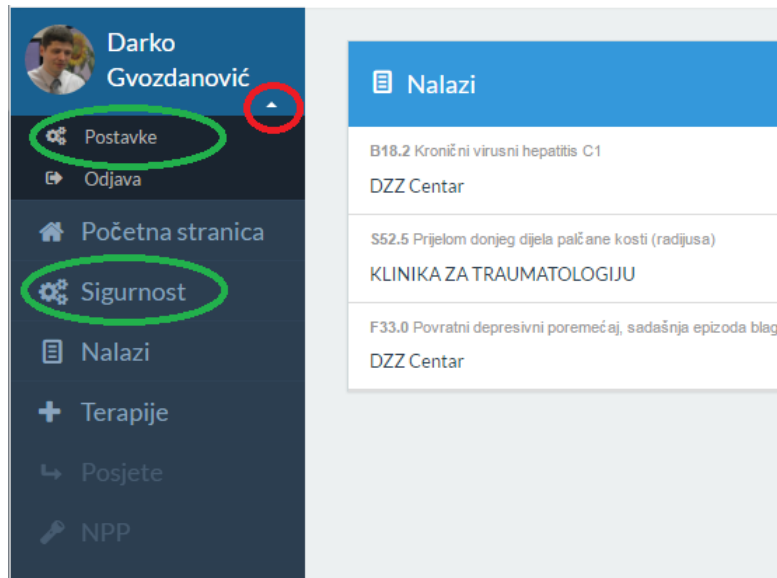 Darko
Gvozdanović
Postavke
Odjava
Početna stranica
Sigurnost
Nalazi
Terapije
Posjete
NPP
Nalazi
B18.2 Kronični virusni hepatitis C1
DZZ Centar
S52.5 Prijelom donjeg dijela palčane kosti (radijusa)
KLINIKA ZA TRAUMATOLOGIJU
F33.0 Povratni depresivni poremećaj, sadašnja epizoda blag
DZZ Centar